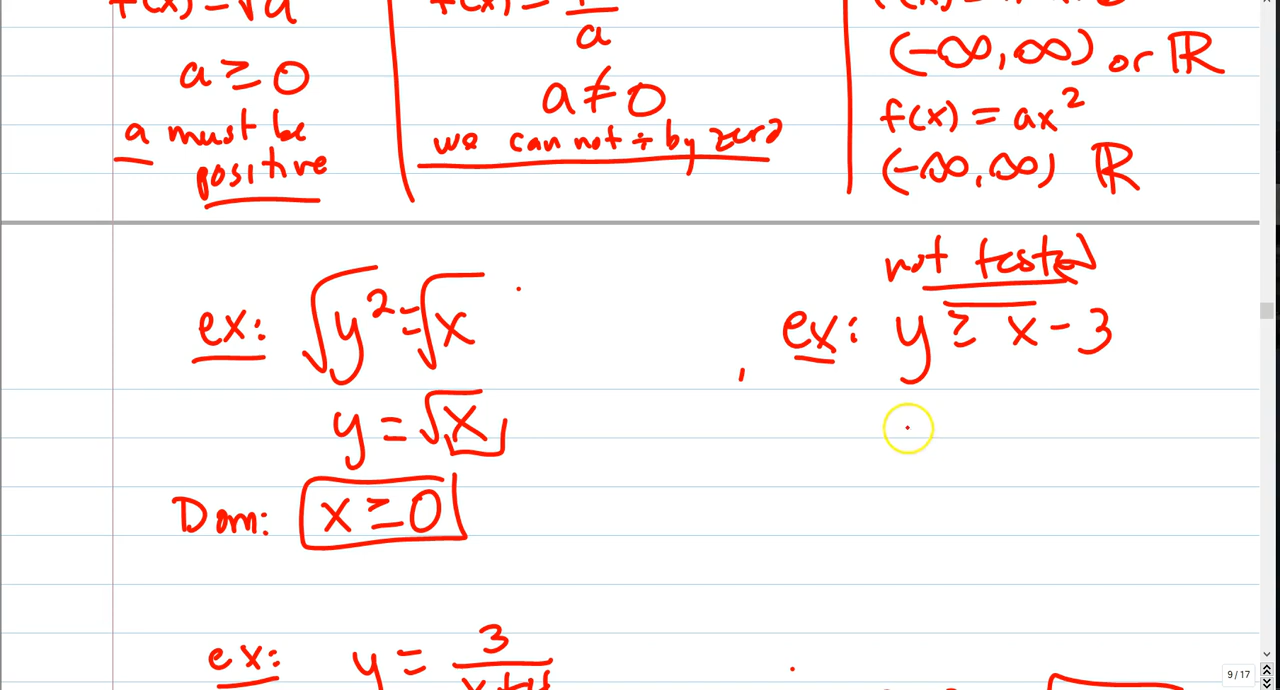 f(x) = √a
a ≥ 0
a must be
positive
f(x) =
a
a ≠ 0
we can not ÷ by zero
(-∞, ∞) or ℝ
f(x) = ax²
(-∞, ∞) ℝ
ex: √y² = √x
y = √x
Dom: x ≥ 0
not tested
ex: y ≥ x - 3
ex: y = 3
9 / 17